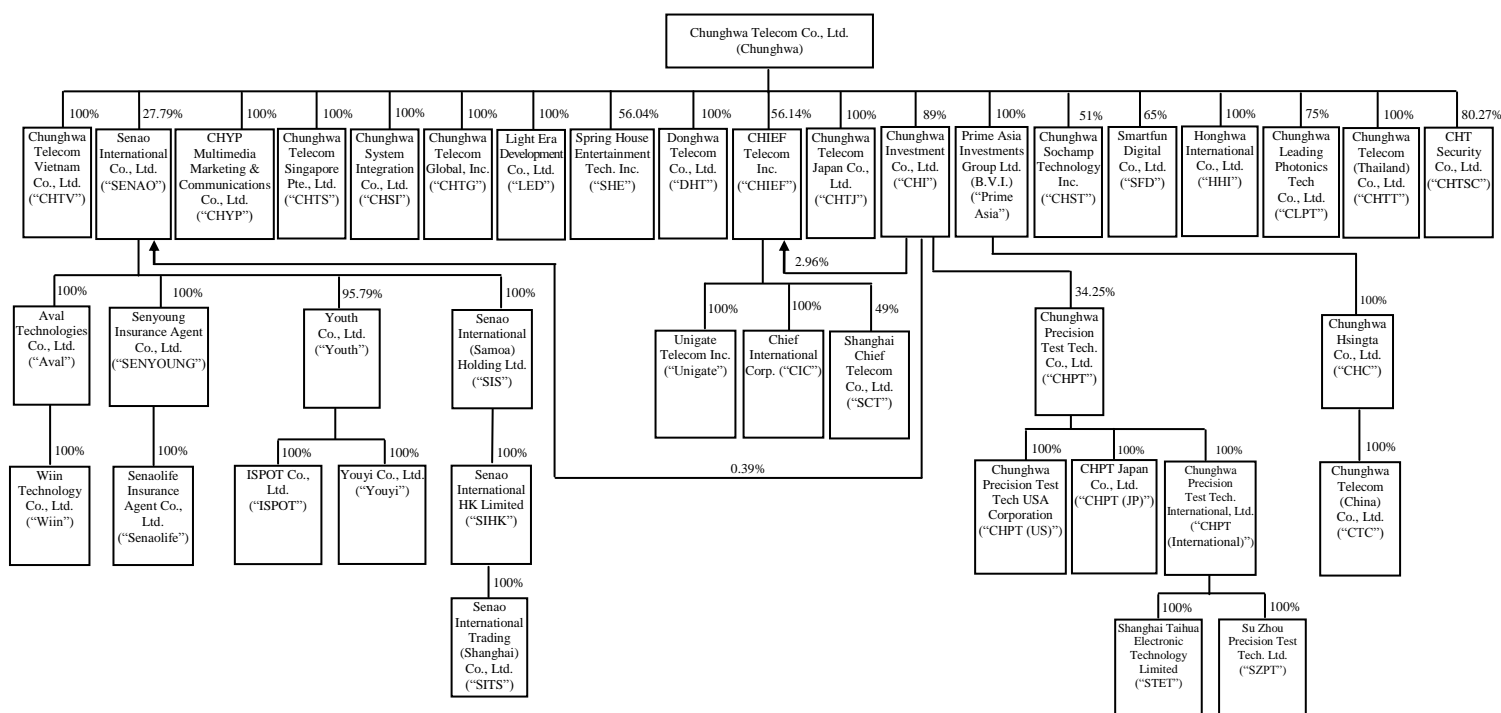 Chunghwa Telecom Co., Ltd.
(Chunghwa)
100%
27.79%
100%
100%
100%
100%
100%
56.04%
100%
56.14%
100%
89%
100%
51%
65%
100%
75%
100%
80.27%
Chunghwa
Telecom
Vietnam
Co., Ltd.
(“CHTV”)
Senao
International
Co., Ltd.
(“SENAO”)
CHYP
Multimedia
Marketing &
Communications
Co., Ltd.
(“CHYP”)
Chunghwa
Telecom
Singapore
Pte., Ltd.
(“CHTS”)
Chunghwa
System
Integration
Co., Ltd.
(“CHSI”)
Chunghwa
Telecom
Global, Inc.
(“CHTG”)
Light Era
Development
Co., Ltd.
(“LED”)
Spring House
Entertainment
Tech. Inc.
(“SHE”)
Donghwa
Telecom
Co., Ltd.
(“DHT”)
CHIEF
Telecom
Inc.
(“CHIEF”)
Chunghwa
Telecom
Japan Co.,
Ltd.
(“CHTJ”)
Chunghwa
Investment
Co., Ltd.
(“CHI”)
Prime Asia
Investments
Group Ltd.
(B.V.I.)
(“Prime
Asia”)
Chunghwa
Sochamp
Technology
Inc.
(“CHST”)
Smartfun
Digital
Co., Ltd.
(“SFD”)
Honghwa
International
Co., Ltd.
(“HHI”)
Chunghwa
Leading
Photonics
Tech
Co., Ltd.
(“CLPT”)
Chunghwa
Telecom
(Thailand)
Co., Ltd.
(“CHTT”)
CHT
Security
Co., Ltd.
(“CHTSC”)
2.96%
100%
100%
95.79%
100%
100%
100%
49%
34.25%
100%
Aval
Technologies
Co., Ltd.
(“Aval”)
Senyoung
Insurance Agent
Co., Ltd.
(“SENYOUNG”)
Youth
Co., Ltd.
(“Youth”)
Senao
International
(Samoa)
Holding Ltd.
(“SIS”)
Unigate
Telecom Inc.
(“Unigate”)
Chief
International
Corp. (“CIC”)
Shanghai
Chief
Telecom
Co., Ltd.
(“SCT”)
Chunghwa
Precision
Test Tech.
Co., Ltd.
(“CHPT”)
Chunghwa
Hsingta
Co., Ltd.
(“CHC”)
100%
100%
100%
100%
100%
0.39%
100%
100%
100%
100%
Wiin
Technology
Co., Ltd.
(“Wiin”)
Senaolife
Insurance
Agent Co.,
Ltd.
(“Senaolife”)
ISPOT Co.,
Ltd.
(“ISPOT”)
Youyi Co., Ltd.
(“Youyi”)
Senao
International
HK Limited
(“SIHK”)
Chunghwa
Precision Test
Tech USA
Corporation
(“CHPT (US)”)
CHPT Japan
Co., Ltd.
(“CHPT (JP)”)
Chunghwa
Precision
Test Tech.
International, Ltd.
(“CHPT
(International)”)
Chunghwa
Telecom
(China)
Co., Ltd.
(“CTC”)
100%
100%
100%
Senao
International
Trading
(Shanghai)
Co., Ltd.
(“SITS”)
Shanghai Taihua
Electronic
Technology
Limited
(“STET”)
Su Zhou
Precision Test
Tech. Ltd.
(“SZPT”)